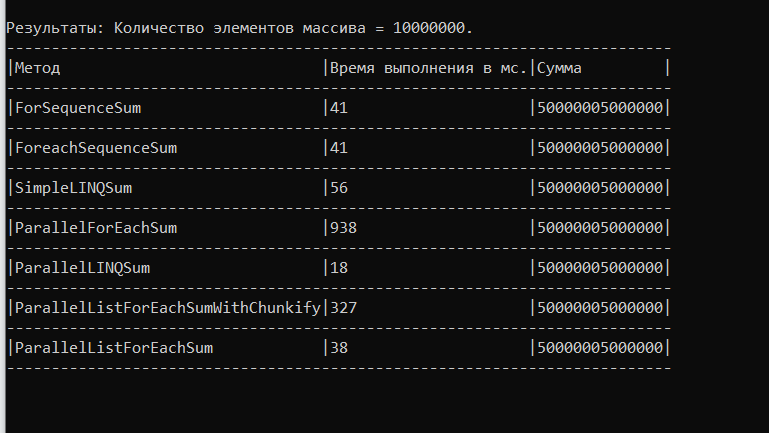 Результаты: Количество элементов массива = 10000000.
--------------------------------------------------------------------------
|Метод                             |Время выполнения в мс.|Сумма         |
--------------------------------------------------------------------------
|ForSequenceSum                    |41                    |50000005000000|
--------------------------------------------------------------------------
|ForeachSequenceSum                |41                    |50000005000000|
--------------------------------------------------------------------------
|SimpleLINQSum                     |56                    |50000005000000|
--------------------------------------------------------------------------
|ParallelForEachSum                |938                   |50000005000000|
--------------------------------------------------------------------------
|ParallelLINQSum                   |18                    |50000005000000|
--------------------------------------------------------------------------
|ParallelListForEachSumWithChunkify|327                   |50000005000000|
--------------------------------------------------------------------------
|ParallelListForEachSum            |38                    |50000005000000|
--------------------------------------------------------------------------